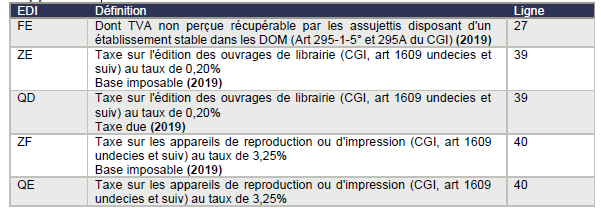 EDI Définition Ligne
FE Dont TVA non perçue récupérable par les assujettis disposant d'un 27
établissement stable dans les DOM (Art 295-1-5° et 295A du CGI) (2019)
ZE Taxe sur l'édition des ouvrages de librairie (CGI, art 1609 undecies et 39
suiv) au taux de 0,20%
Base imposable (2019)
QD Taxe sur l'édition des ouvrages de librairie (CGI, art 1609 undecies et 39
suiv) au taux de 0,20%
Taxe due (2019)
ZF Taxe sur les appareils de reproduction ou d'impression (CGI, art 1609 40
undecies et suiv) au taux de 3,25%
Base imposable (2019)
QE Taxe sur les appareils de reproduction ou d'impression (CGI, art 1609 40
undecies et suiv) au taux de 3,25%